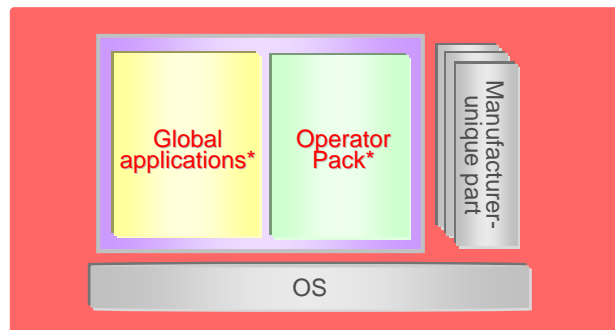 Global
applications*
Operator
Pack*
Manufacturer-
unique part
OS